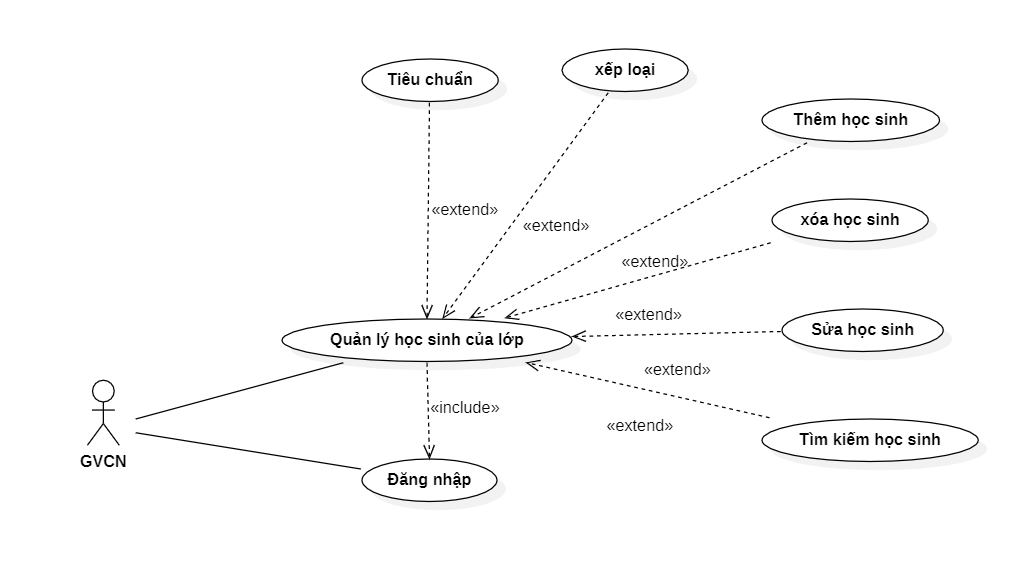 Tiêu chuẩn
xếp loại
Thêm học sinh
xóa học sinh
«extend»
«extend»
«extend»
«extend»
Sửa học sinh
Quản lý học sinh của lớp
«extend»
«include»
«extend»
Tìm kiếm học sinh
GVCN
Đăng nhập